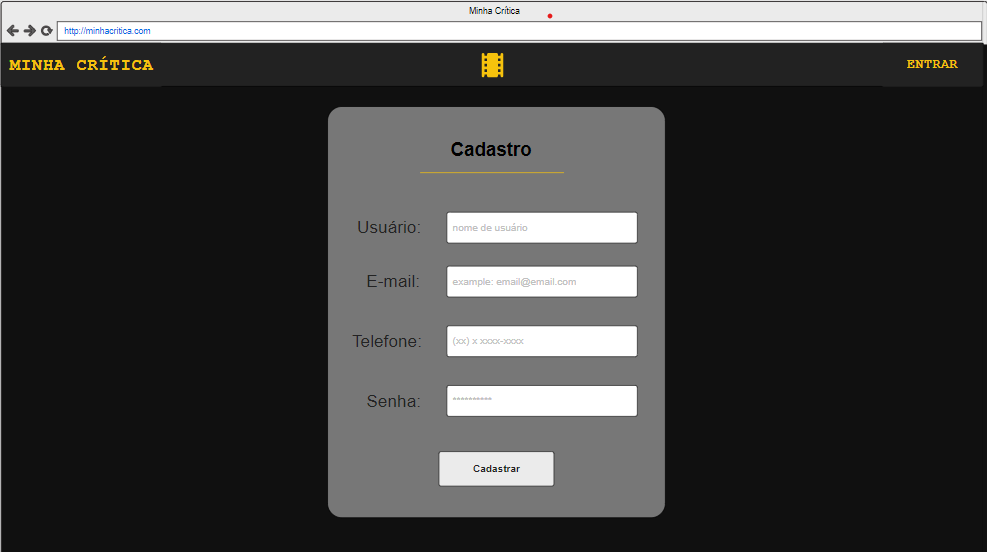 Minha Crítica
http://minhacritica.com
MINHA CRÍTICA
ENTRAR
Cadastro
Usuário: nome de usuário
E-mail: example: email@email.com
Telefone: (xx) x xxxx-xxxx
Senha: **********
Cadastrar